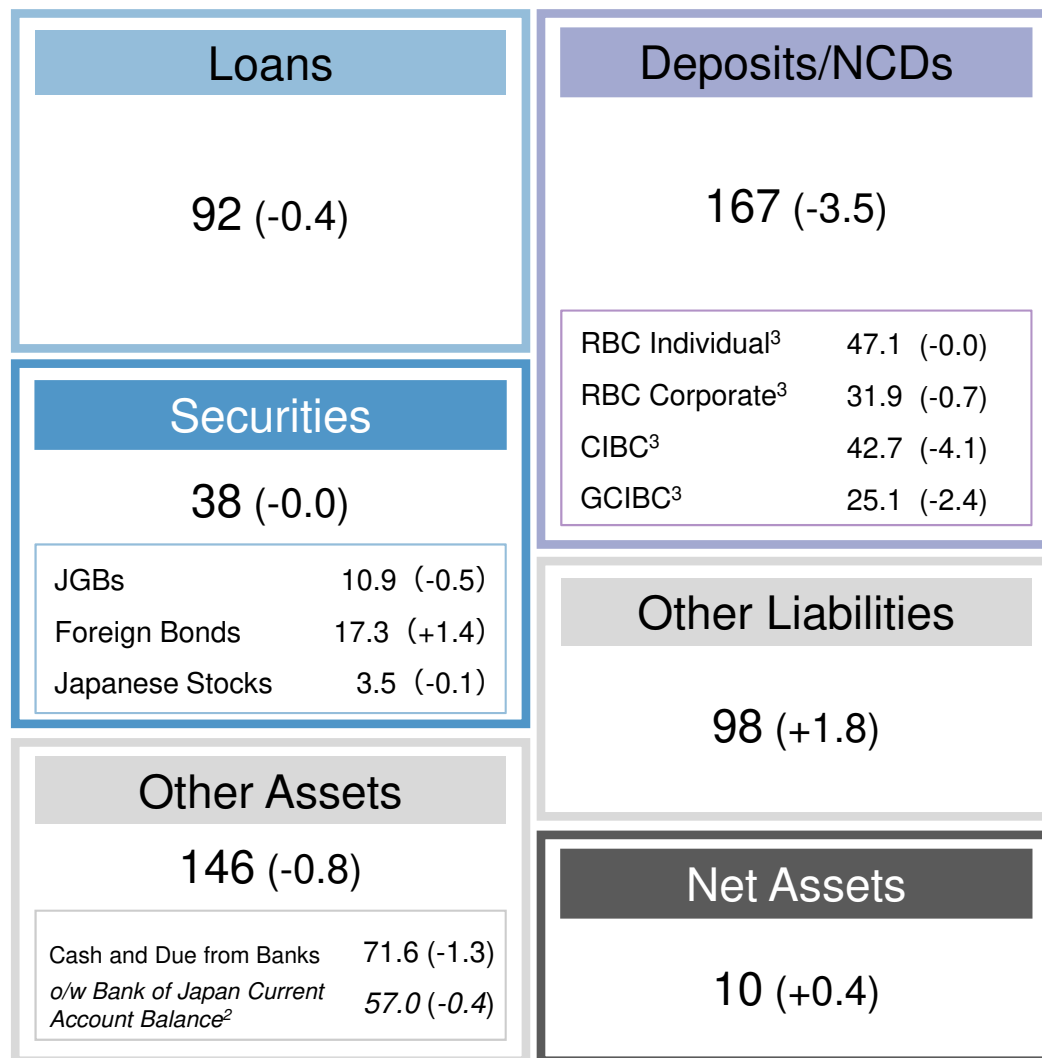 Loans
92 (-0.4)
Securities
38 (-0.0)
JGBs 10.9 (-0.5)
Foreign Bonds 17.3 (+1.4)
Japanese Stocks 3.5 (-0.1)
Other Assets
146 (-0.8)
Cash and Due from Banks 71.6 (-1.3)
o/w Bank of Japan Current
Account Balance² 57.0 (-0.4)
Deposits/NCDs
167 (-3.5)
RBC Individual³ 47.1 (-0.0)
RBC Corporate³ 31.9 (-0.7)
CIBC³ 42.7 (-4.1)
GCIBC³ 25.1 (-2.4)
Other Liabilities
98 (+1.8)
Net Assets
10 (+0.4)